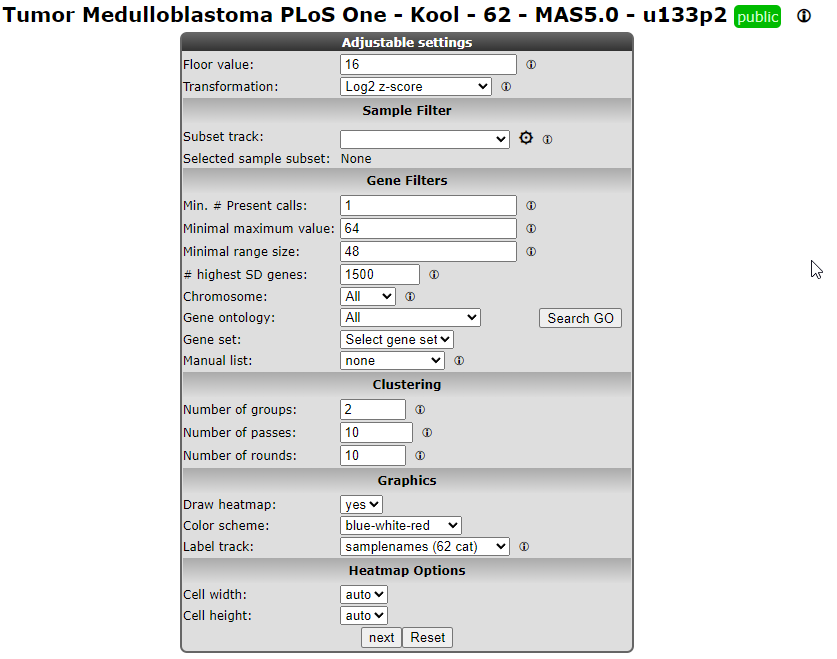 Tumor Medulloblastoma PLoS One - Kool - 62 - MAS5.0 - u133p2 public
Adjustable settings
Floor value: 16
Transformation: Log2 z-score
Sample Filter
Subset track:
Selected sample subset: None
Gene Filters
Min. # Present calls: 1
Minimal maximum value: 64
Minimal range size: 48
# highest SD genes: 1500
Chromosome: All
Gene ontology: All Search GO
Gene set: Select gene set
Manual list: none
Clustering
Number of groups: 2
Number of passes: 10
Number of rounds: 10
Graphics
Draw heatmap: yes
Color scheme: blue-white-red
Label track: samplenames (62 cat)
Heatmap Options
Cell width: auto
Cell height: auto
next Reset